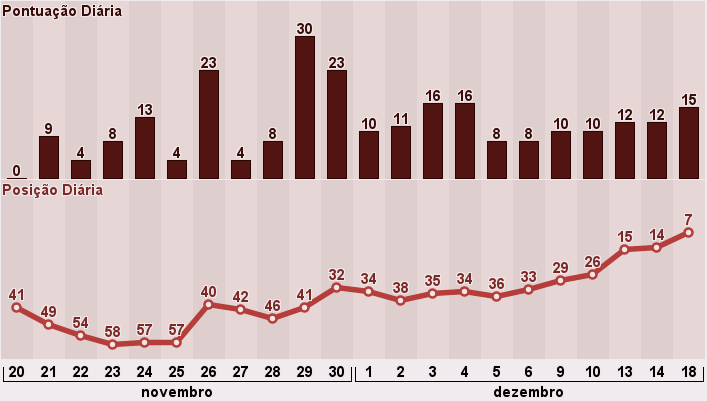 Pontuação Diária
0 9 4 8 13 4 23 4 8 30 23 10 11 16 16 8 8 10 10 12 12 15
Posição Diária
41 49 54 58 57 57 40 42 46 41 32 34 38 35 34 36 33 29 26 15 14 7
20 21 22 23 24 25 26 27 28 29 30 1 2 3 4 5 6 9 10 13 14 18
novembro dezembro